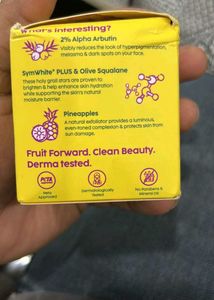 What's interesting?
2% Alpha Arbutin
Visibly reduces the look of hyperpigmentation,
melasma & dark spots on your face.
SymWhite® PLUS & Olive Squalane
These holy grail stars are proven to
brighten & help enhance skin hydration
while supporting the skin's natural
moisture barrier.
Pineapples
A natural exfoliator provides a luminous,
even-toned complexion & protects skin from
sun damage.
Fruit Forward. Clean Beauty.
Derma tested.
PETA
Peta
Approved
Dermatologically
Tested
No Parabens &
Mineral Oil